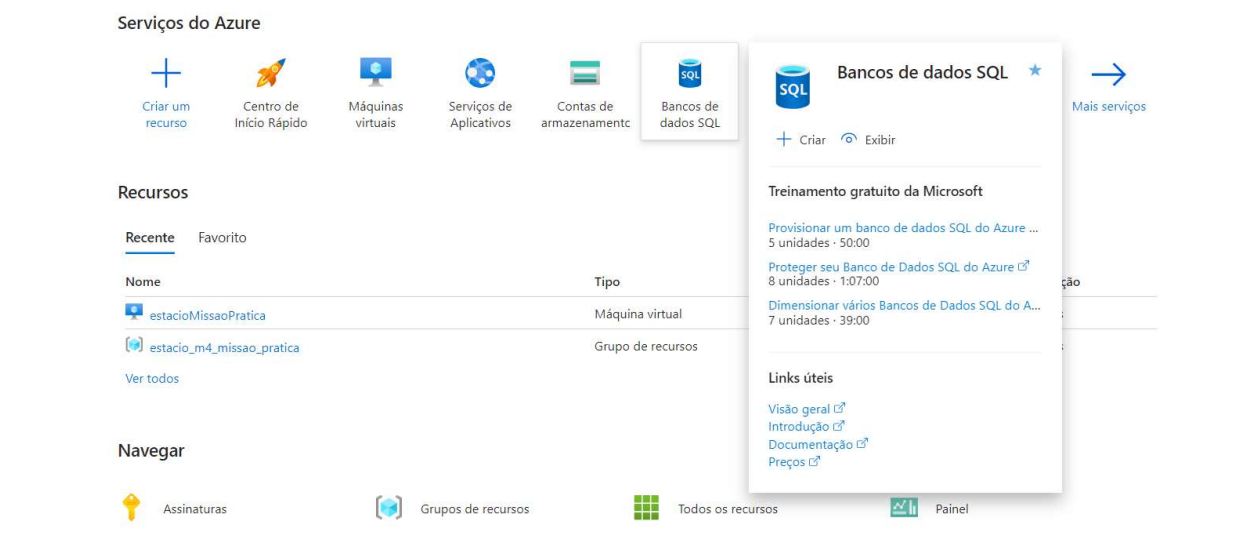 Serviços do Azure
Criar um
recurso
Centro de
Início Rápido
Máquinas
virtuais
Serviços de
Aplicativos
Contas de
armazenamentc
SQL
Bancos de
dados SQL
SQL
Bancos de dados SQL
Mais serviços
Criar
Exibir
Treinamento gratuito da Microsoft
Provisionar um banco de dados SQL do Azure ...
5 unidades · 50:00
Proteger seu Banco de Dados SQL do Azure
8 unidades · 1:07:00
Dimensionar vários Bancos de Dados SQL do A...
7 unidades · 39:00
Links úteis
Visão geral
Introdução
Documentação
Preços
Recursos
Recente Favorito
Nome Tipo ção
estacioMissaoPratica Máquina virtual
estacio_m4_missao_pratica Grupo de recursos
Ver todos
Navegar
Assinaturas Grupos de recursos Todos os recursos Painel